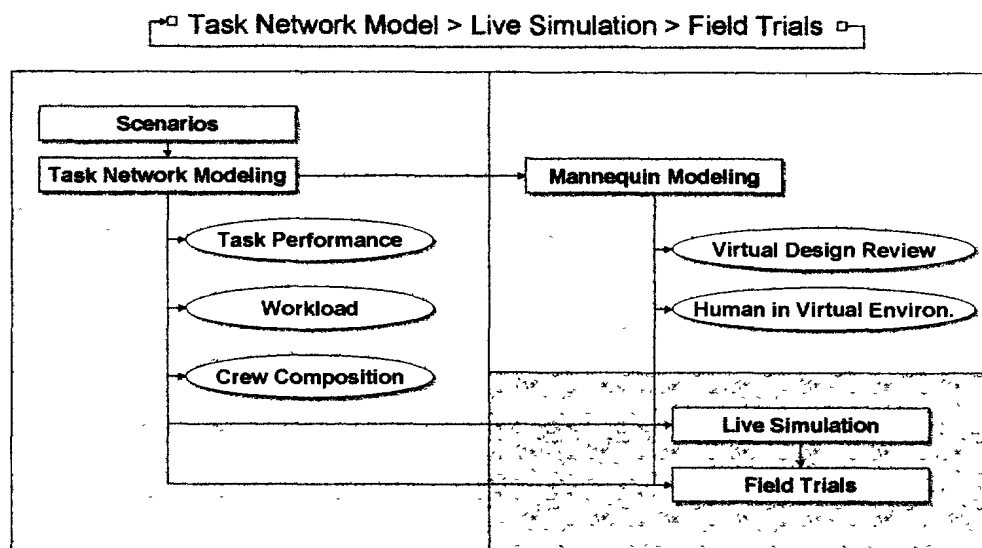 Task Network Model > Live Simulation > Field Trials
Scenarios
Task Network Modeling
Mannequin Modeling
Task Performance
Virtual Design Review
Workload
Human in Virtual Environ.
Crew Composition
Live Simulation
Field Trials